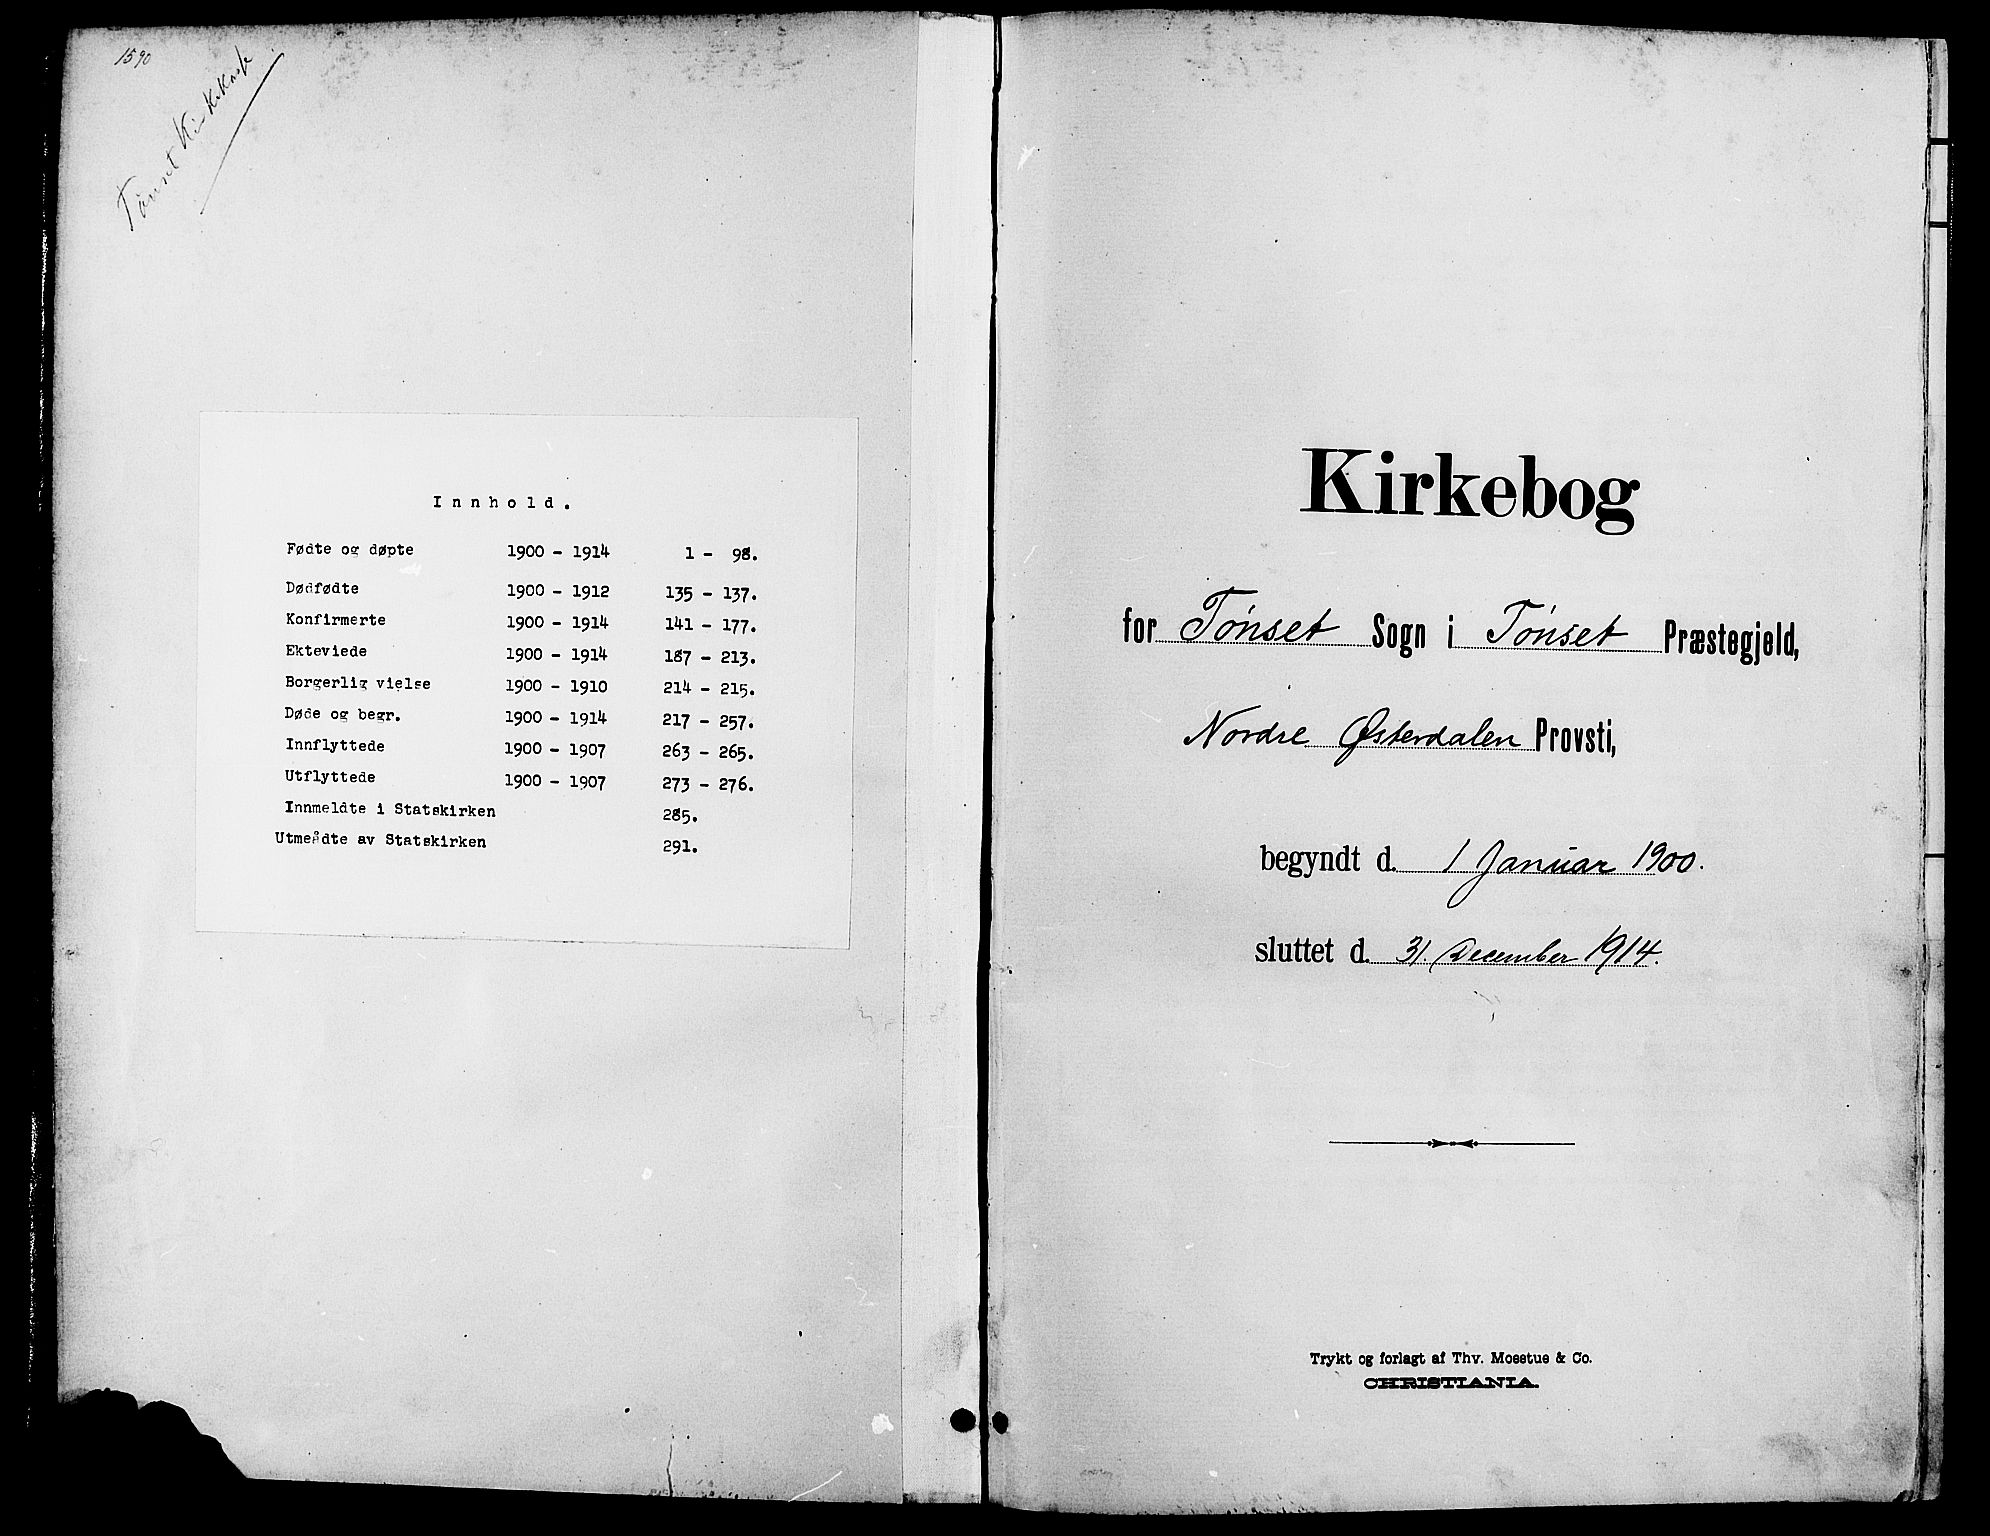 1590
Tönset Kirkekasse
Innhold.
Fødte og døpte 1900 - 1914 1 - 98.
Dødfødte 1900 - 1912 135 - 137.
Konfirmerte 1900 - 1914 141 - 177.
Ekteviede 1900 - 1914 187 - 213.
Borgerlig vielse 1900 - 1910 214 - 215.
Døde og begr. 1900 - 1914 217 - 257.
Innflyttede 1900 - 1907 263 - 265.
Utflyttede 1900 - 1907 273 - 276.
Innmeldte i Statskirken 285.
Utmeådte av Statskirken 291.
Kirkebog
for Tønset Sogn i Tønset Præstegjeld,
Nordre Østerdalen Provsti,
begyndt d. 1 Januar 1900.
sluttet d. 31. December 1914.
Trykt og forlagt af Thv. Moestue & Co.
CHRISTIANIA.